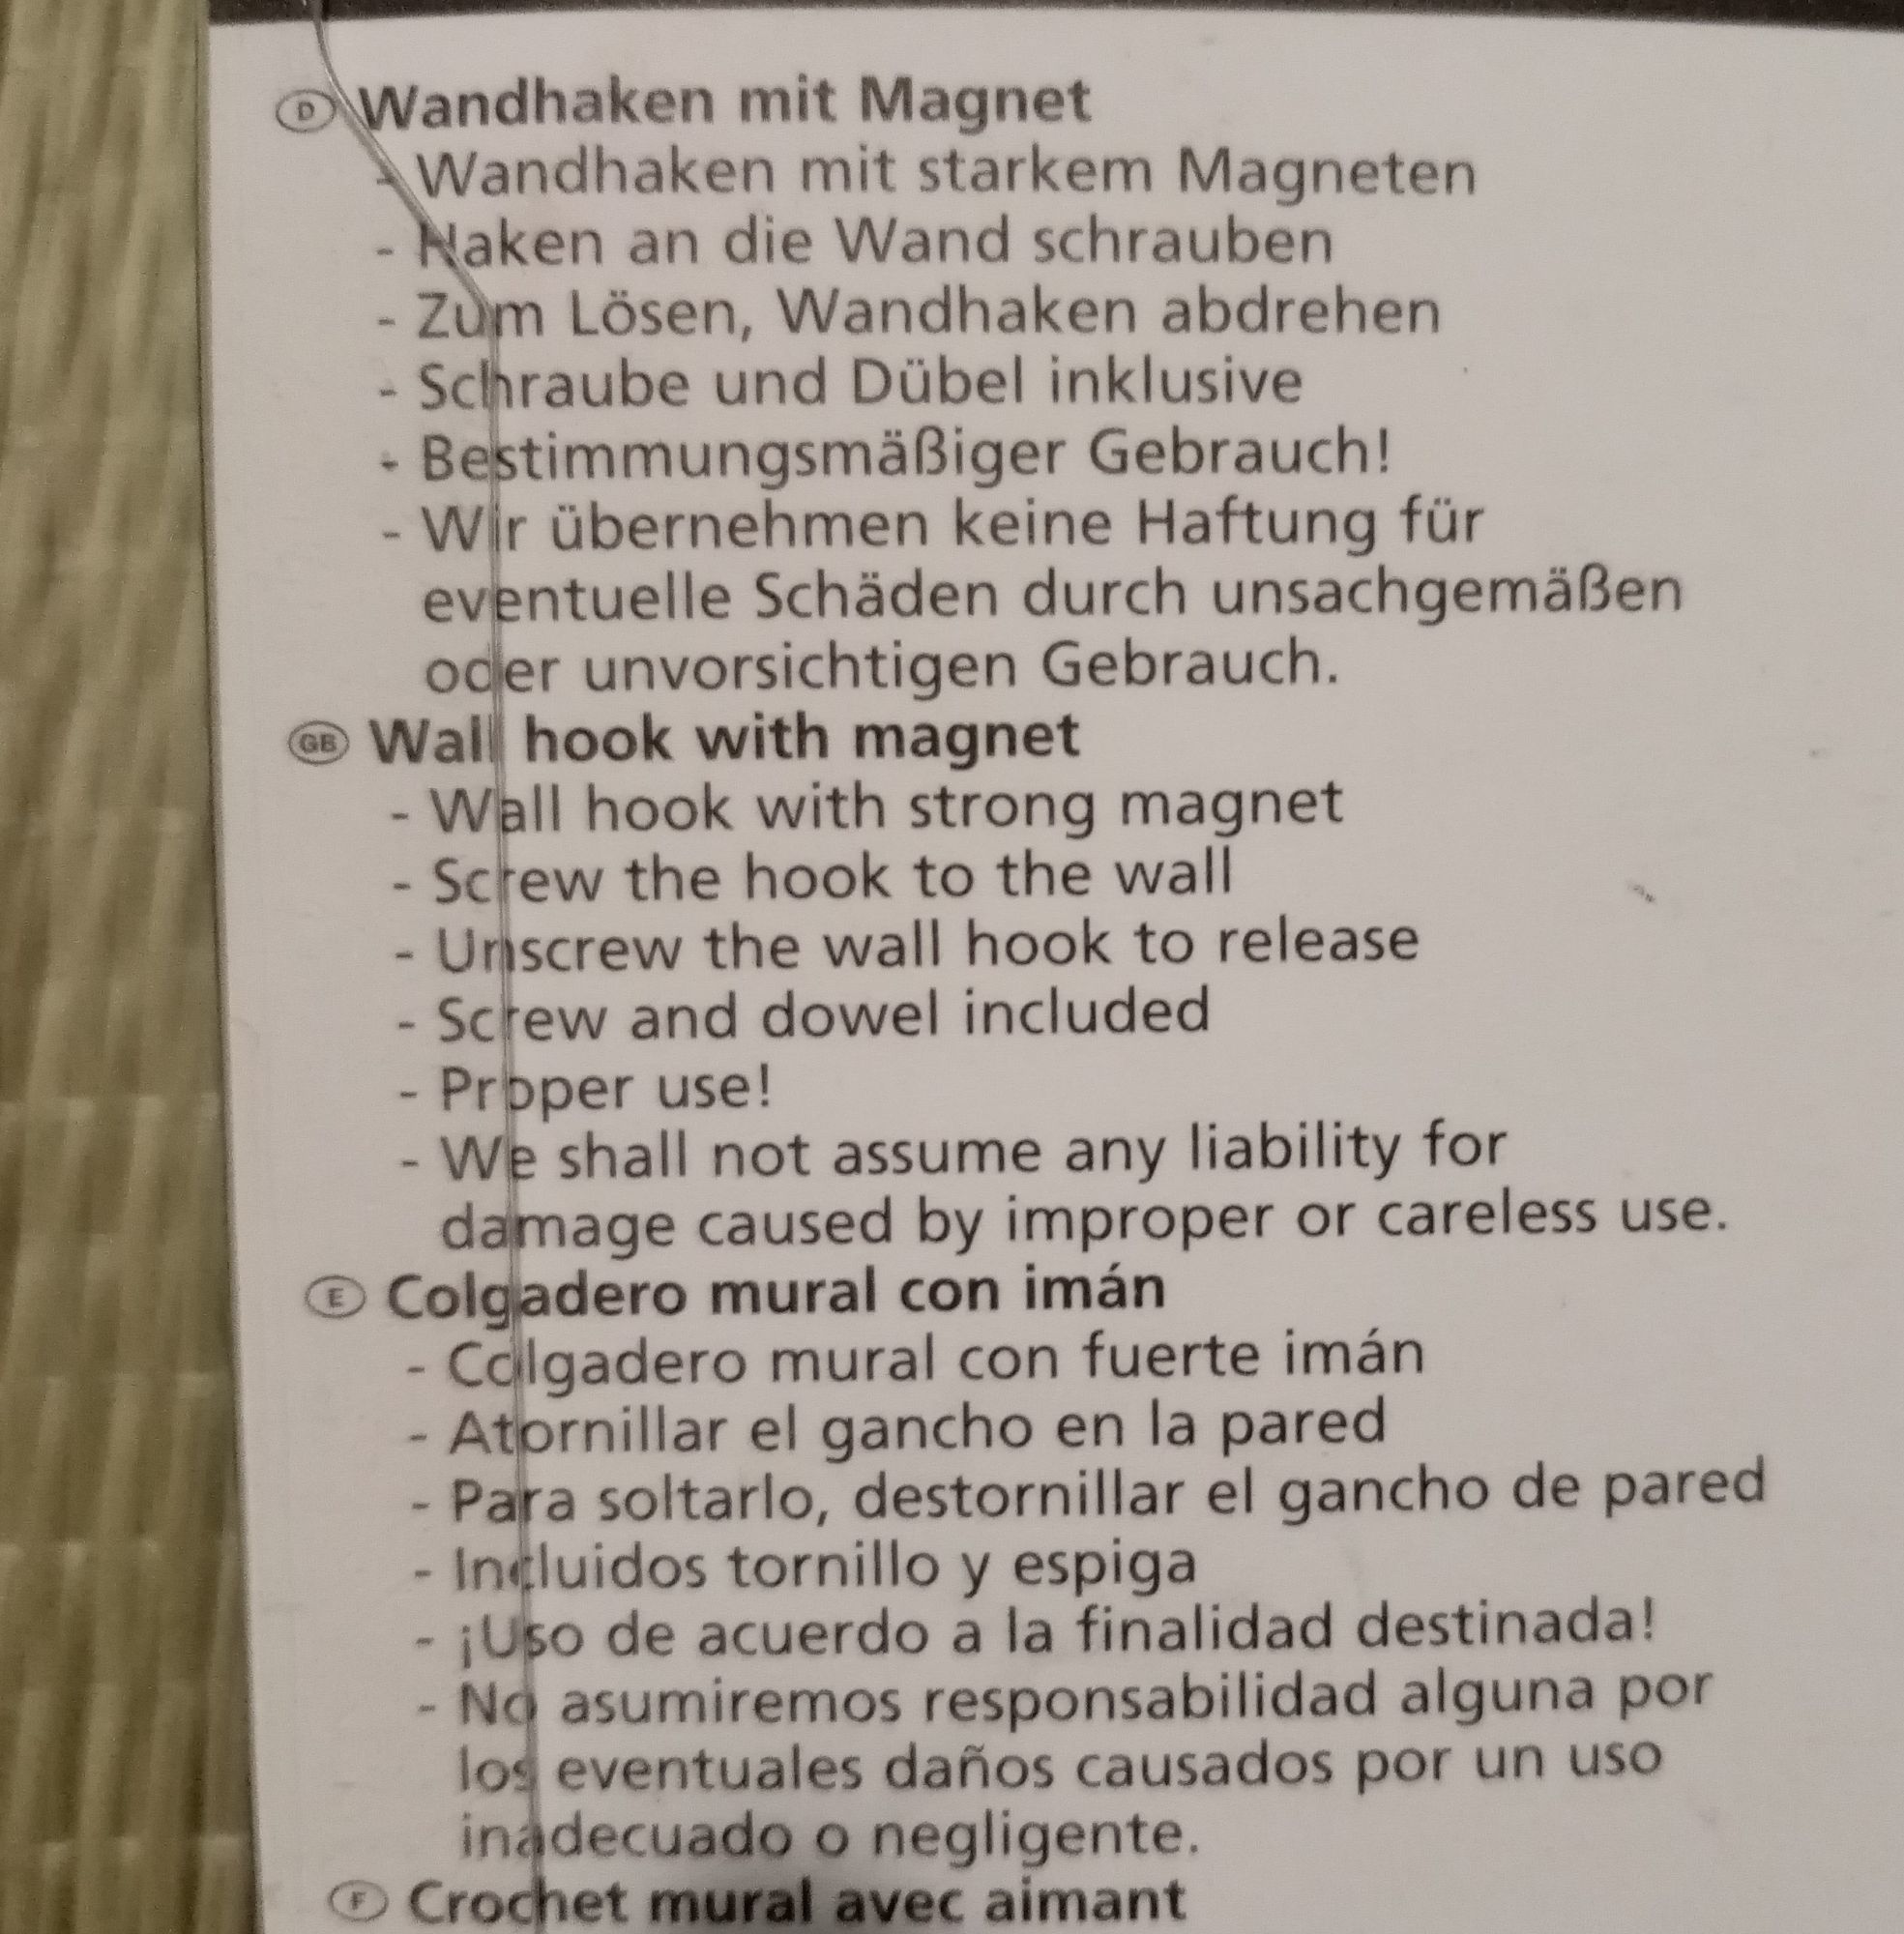 D Wandhaken mit Magnet
- Wandhaken mit starkem Magneten
- Haken an die Wand schrauben
- Zum Lösen, Wandhaken abdrehen
- Schraube und Dübel inklusive
- Bestimmungsmäßiger Gebrauch!
- Wir übernehmen keine Haftung für
eventuelle Schäden durch unsachgemäßen
oder unvorsichtigen Gebrauch.
GB Wall hook with magnet
- Wall hook with strong magnet
- Screw the hook to the wall
- Unscrew the wall hook to release
- Screw and dowel included
- Proper use!
- We shall not assume any liability for
damage caused by improper or careless use.
E Colgadero mural con imán
- Colgadero mural con fuerte imán
- Atornillar el gancho en la pared
- Para soltarlo, destornillar el gancho de pared
- Incluidos tornillo y espiga
- ¡Uso de acuerdo a la finalidad destinada!
- No asumiremos responsabilidad alguna por
los eventuales daños causados por un uso
inadecuado o negligente.
F Crochet mural avec aimant